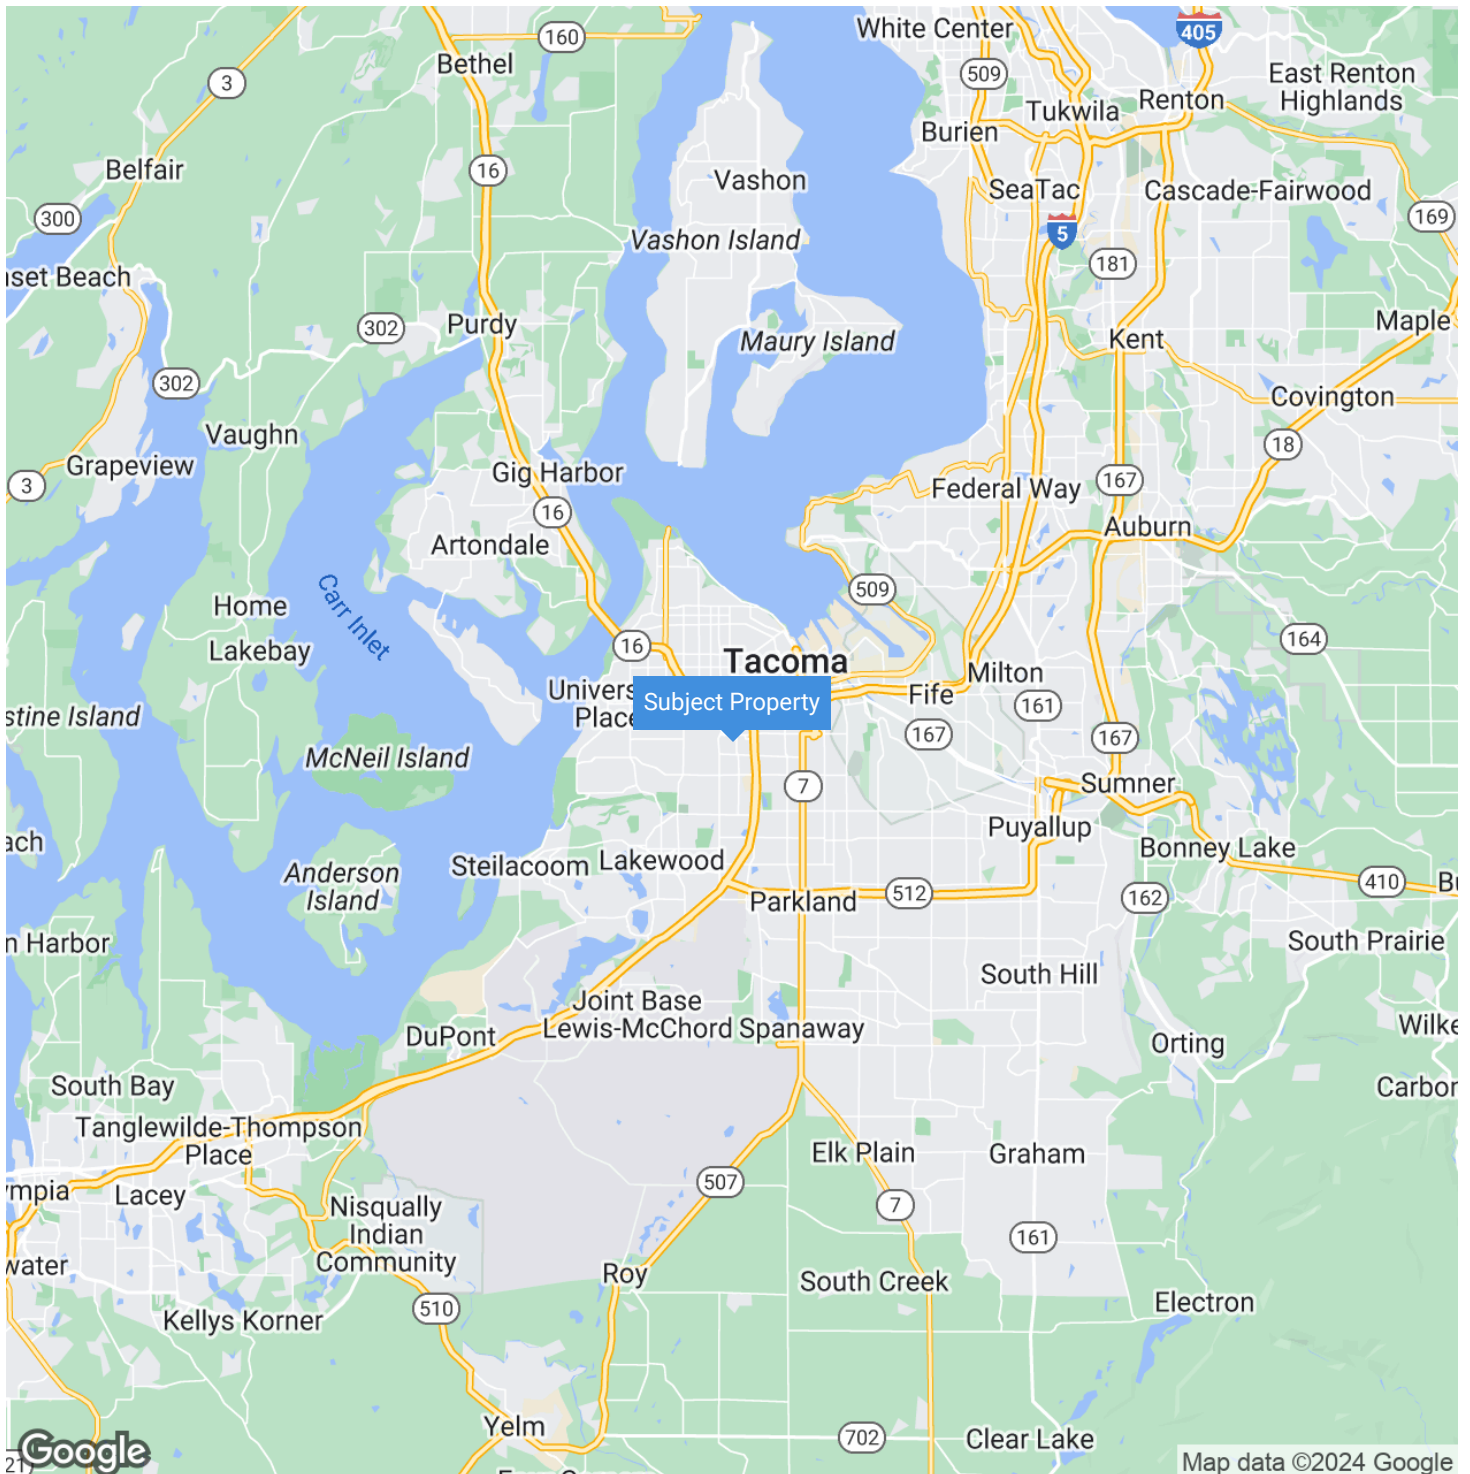 White Center
405
160
Bethel
3
509
East Renton
Highlands
Renton
Tukwila
Burien
Belfair
16
Vashon
SeaTac
Cascade-Fairwood
300
169
Vashon Island
5
181
nset Beach
302
Purdy
Maury Island
Maple
Kent
302
Covington
Vaughn
18
Grapeview
Gig Harbor
3
Federal Way
167
16
Auburn
Artondale
509
Home
Carr Inlet
164
Lakebay
16
Tacoma
Milton
Univers
Place
Subject Property
Fife
161
stine Island
167
167
McNeil Island
7
Sumner
Puyallup
ach
Bonney Lake
Steilacoom
Lakewood
Anderson
Island
410
Bu
512
162
Parkland
n Harbor
South Prairie
South Hill
Joint Base
Lewis-McChord
Spanaway
DuPont
Wilke
Orting
South Bay
Carbor
Tanglewilde-Thompson
Place
Elk Plain
Graham
ympia
Lacey
507
Nisqually
Indian
Community
7
161
water
Roy
South Creek
Electron
510
Kellys Korner
Yelm
702
Clear Lake
Google
21
Map data ©2024 Google